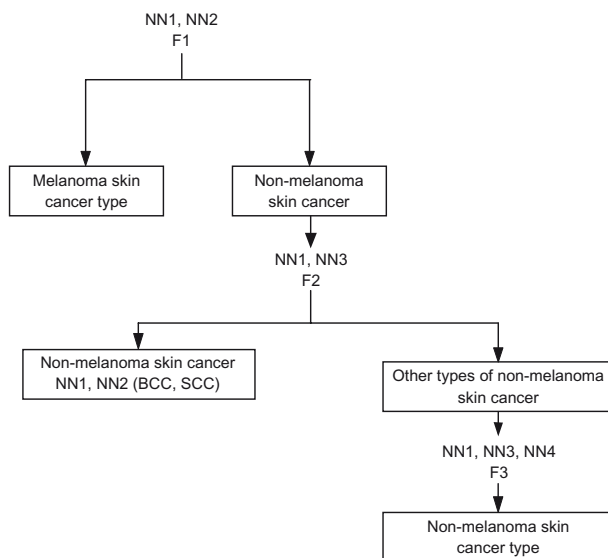 NN1, NN2
F1
Melanoma skin
cancer type
Non-melanoma
skin cancer
NN1, NN3
F2
Non-melanoma skin cancer
NN1, NN2 (BCC, SCC)
Other types of non-melanoma
skin cancer
NN1, NN3, NN4
F3
Non-melanoma skin
cancer type